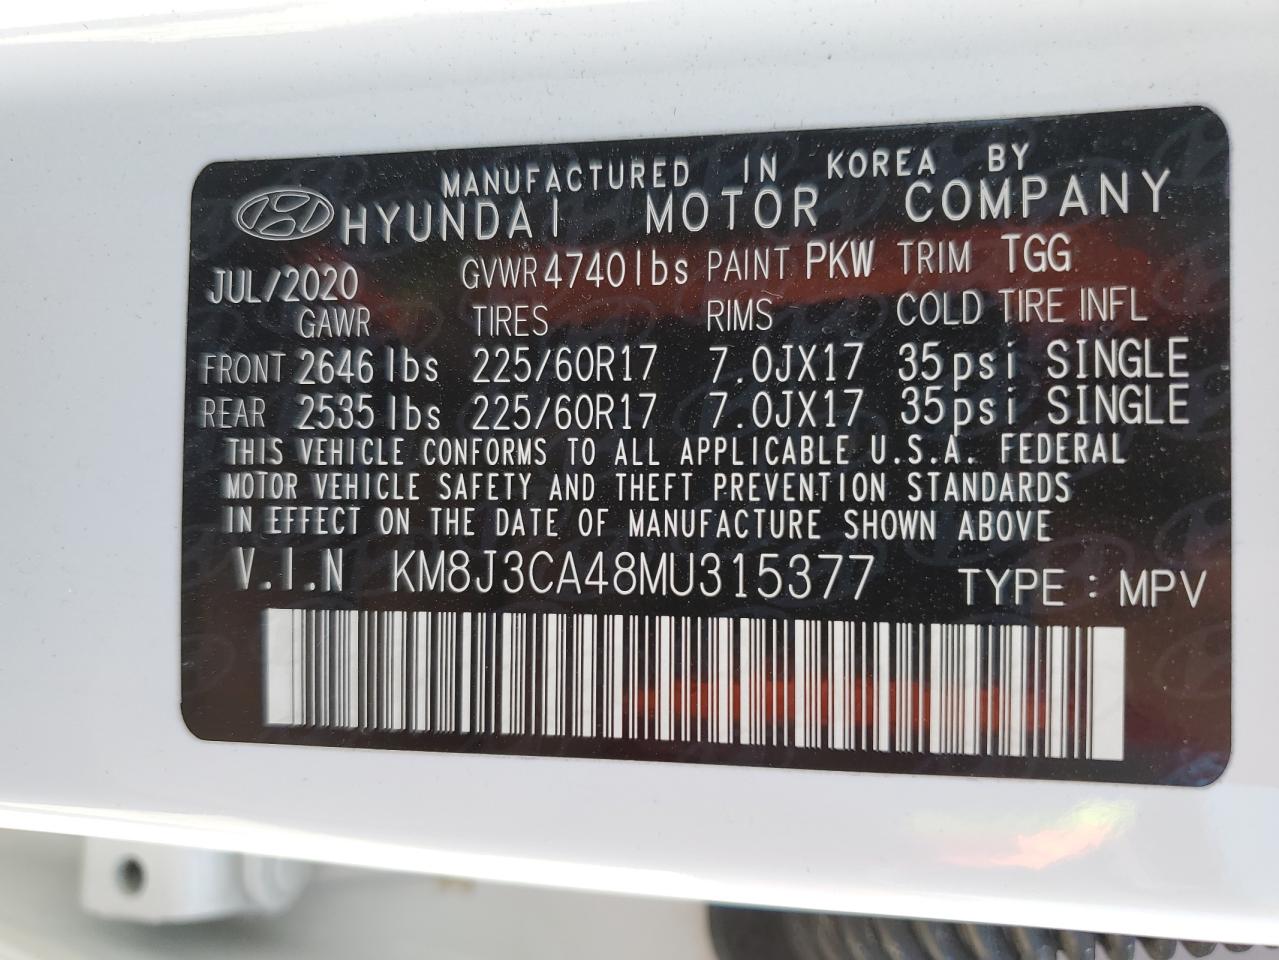 MANUFACTURED IN KOREA BY
HYUNDAI MOTOR COMPANY
JUL/2020 GVWR 4740lbs PAINT PKW TRIM TGG
GAWR TIRES RIMS COLD TIRE INFL
FRONT 2646lbs 225/60R17 7.0JX17 35psi SINGLE
REAR 2535lbs 225/60R17 7.0JX17 35psi SINGLE
THIS VEHICLE CONFORMS TO ALL APPLICABLE U.S.A. FEDERAL
MOTOR VEHICLE SAFETY AND THEFT PREVENTION STANDARDS
IN EFFECT ON THE DATE OF MANUFACTURE SHOWN ABOVE
V.I.N KM8J3CA48MU315377 TYPE : MPV